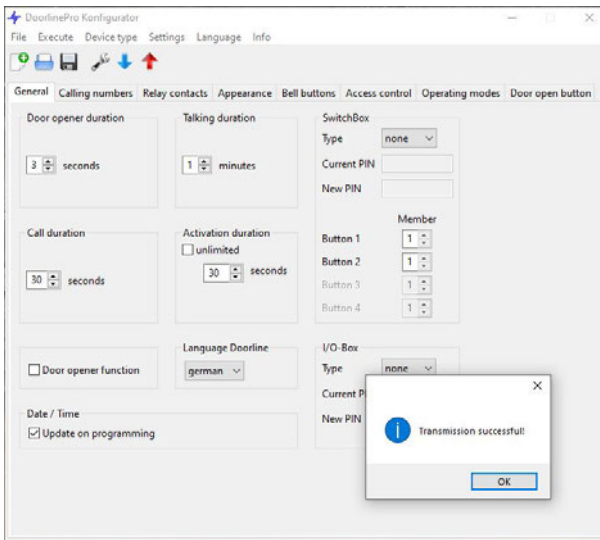 DoorlinePro Konfigurator
File Execute Device type Settings Language Info
General Calling numbers Relay contacts Appearance Bell buttons Access control Operating modes Door open button
Door opener duration
3 seconds
Talking duration
1 minutes
SwitchBox
Type none
Current PIN
New PIN
Member
Call duration
30 seconds
Activation duration
unlimited
30 seconds
Button 1 1
Button 2 1
Button 3 1
Button 4 1
Door opener function
Language Doorline
german
I/O-Box
Type none
Current P
New PIN
Date / Time
Update on programming
Transmission successful!
OK